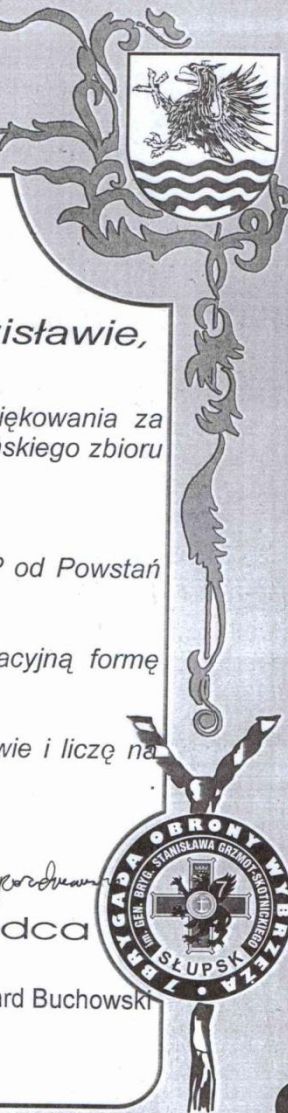 isławie,
iękowania za
ńskiego zbioru
P od Powstań
acyjną formę
wie i liczę na
dca
ard Buchowski
7 BRYGADA OBRONY WYBRZEŻA
Im. GEN. BRYG. STANISŁAWA GRZMOT-SKOTNICKIEGO
SŁUPSK